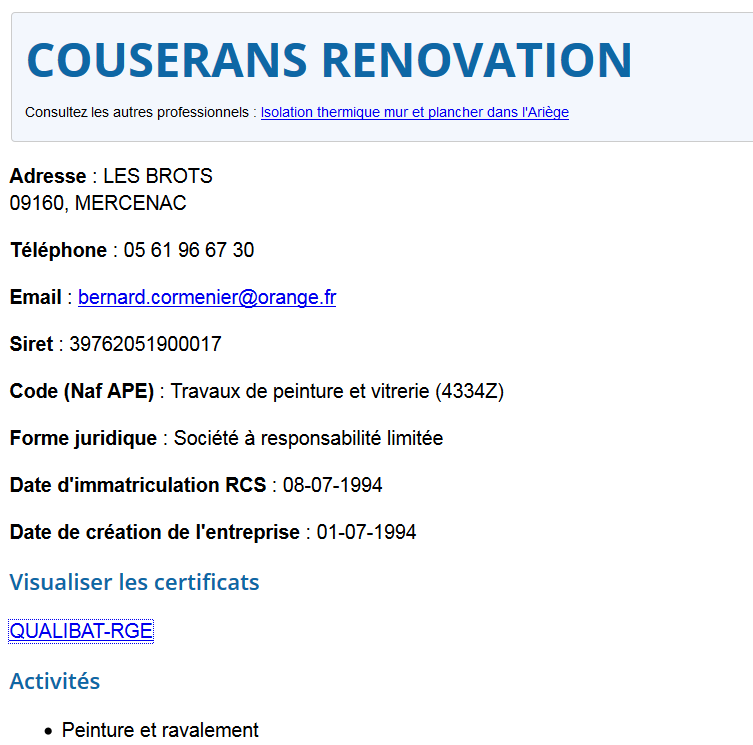 COUSERANS RENOVATION
Consultez les autres professionnels : Isolation thermique mur et plancher dans l'Ariège
Adresse : LES BROTS
09160, MERCENAC
Téléphone : 05 61 96 67 30
Email : bernard.cormenier@orange.fr
Siret : 39762051900017
Code (Naf APE) : Travaux de peinture et vitrerie (4334Z)
Forme juridique : Société à responsabilité limitée
Date d'immatriculation RCS : 08-07-1994
Date de création de l'entreprise : 01-07-1994
Visualiser les certificats
QUALIBAT-RGE
Activités
• Peinture et ravalement